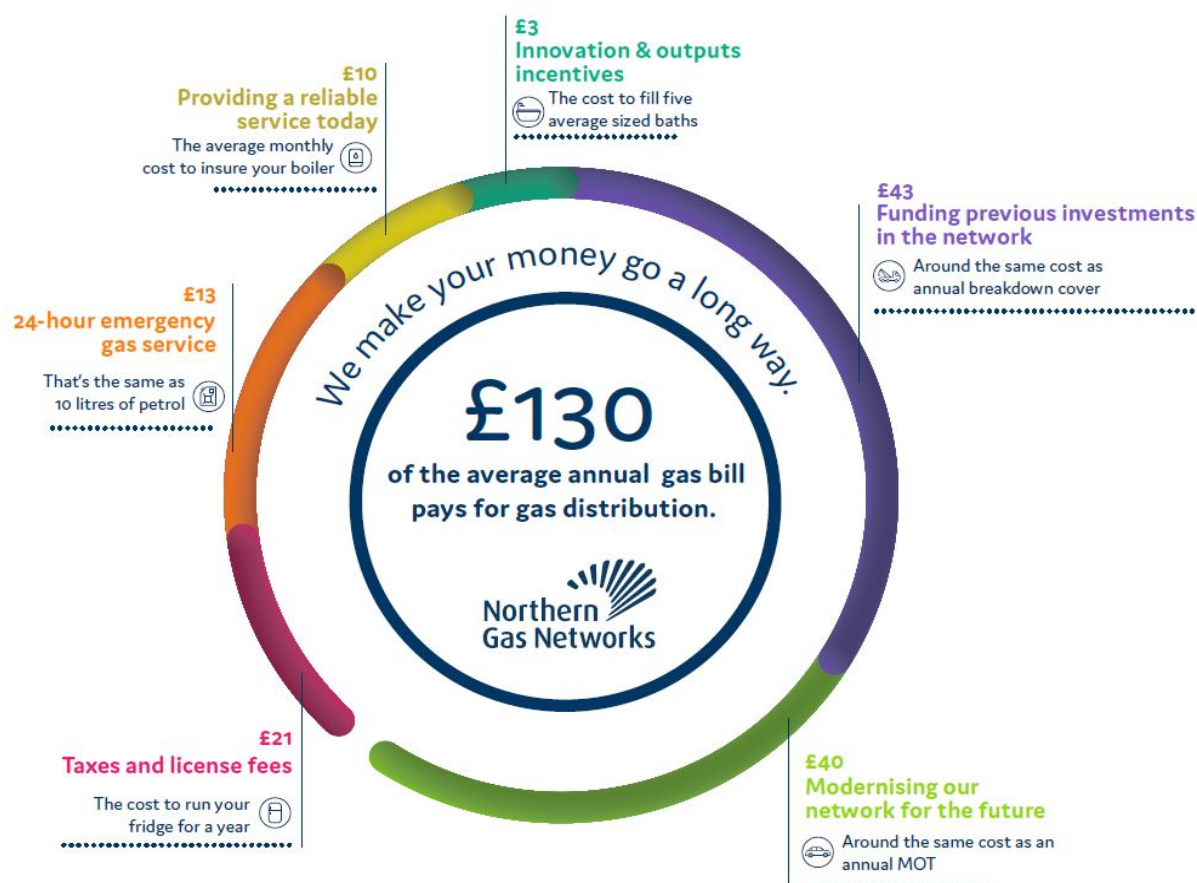 £3
Innovation & outputs
incentives
The cost to fill five
average sized baths
£10
Providing a reliable
service today
The average monthly
cost to insure your boiler
£43
Funding previous investments
in the network
Around the same cost as
annual breakdown cover
£13
24-hour emergency
gas service
That's the same as
10 litres of petrol
We make your money go a long way.
£130
of the average annual gas bill
pays for gas distribution.
Northern
Gas Networks
£21
Taxes and license fees
The cost to run your
fridge for a year
£40
Modernising our
network for the future
Around the same cost as an
annual MOT